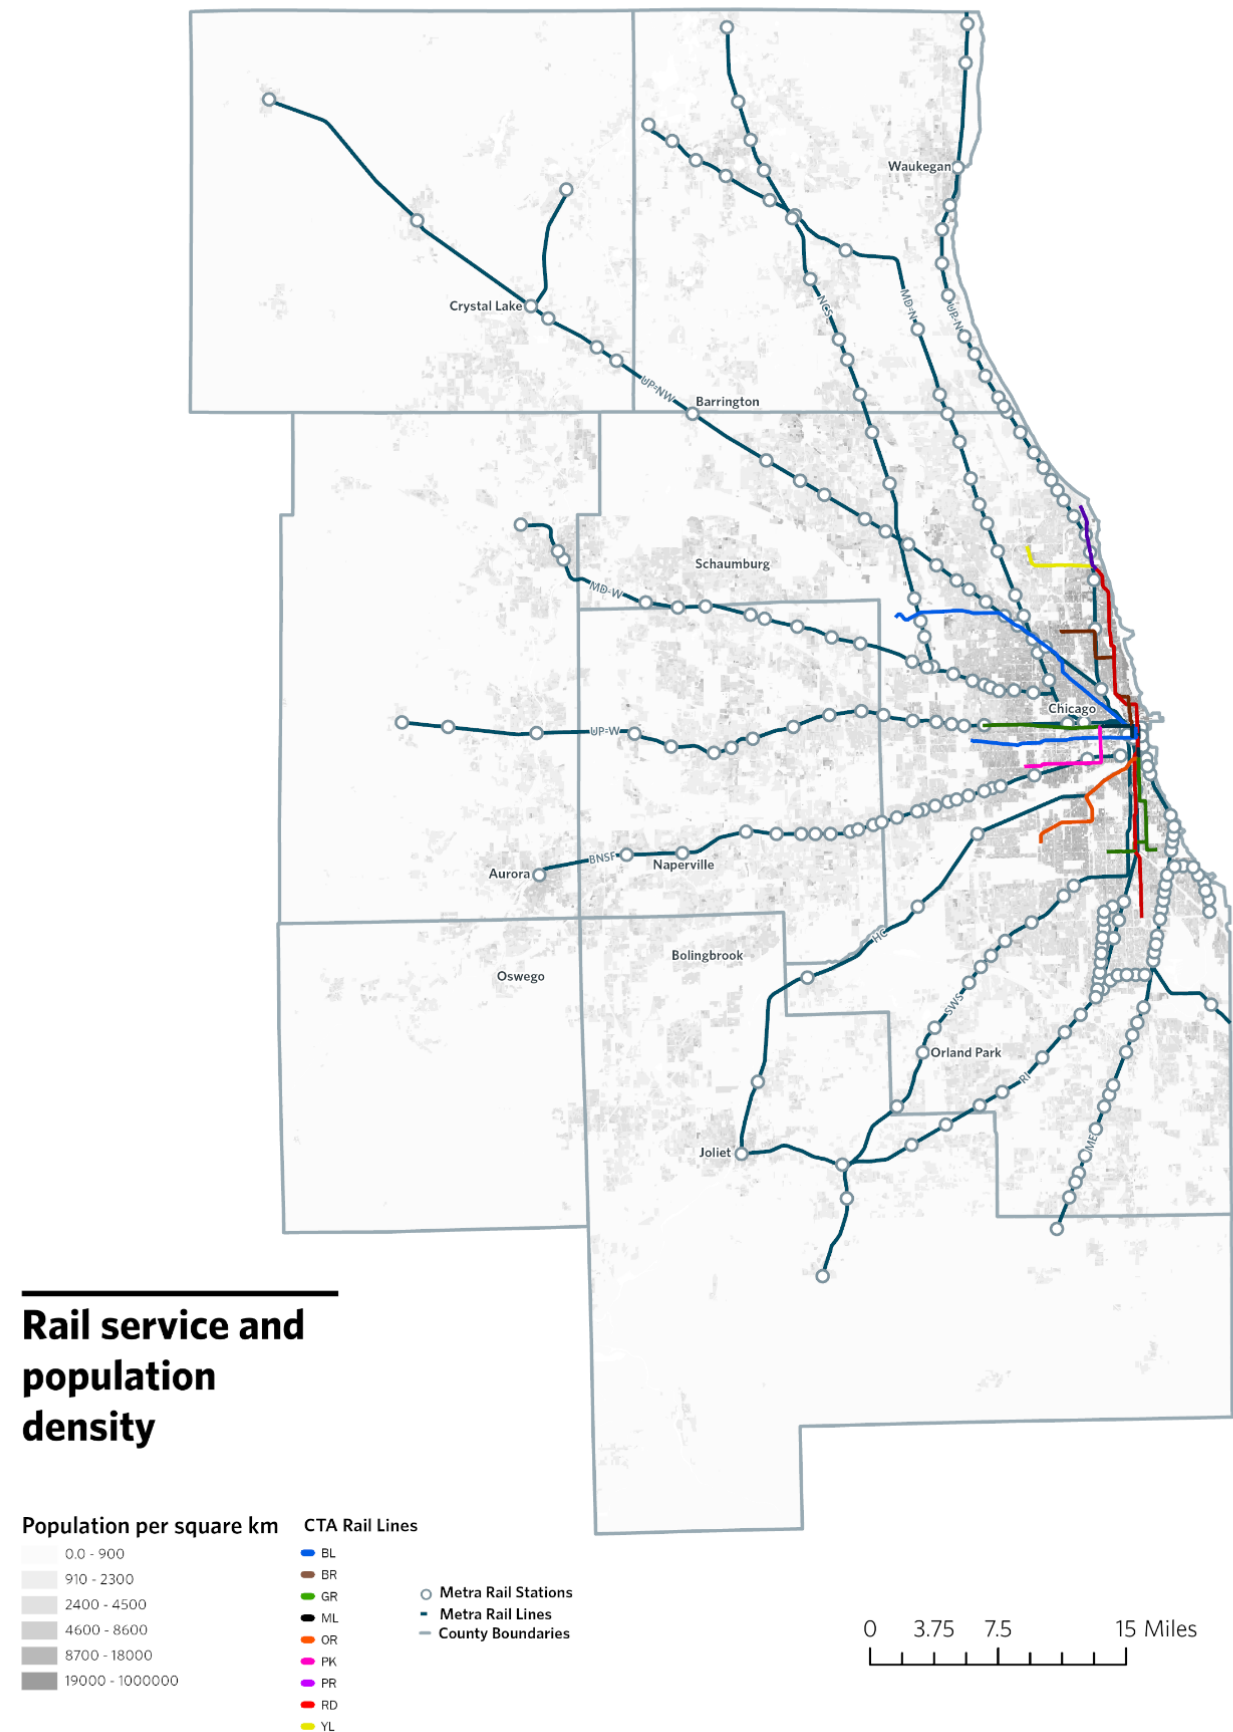 Waukegan
Crystal Lake
NCS
MD-N
UP-N
UP-NW
Barrington
Schaumburg
MD-W
Chicago
UP-W
BNSF
Naperville
Aurora
HC
Bolingbrook
Oswego
SWS
Orland Park
RI
ME
Joliet
Rail service and
population
density
Population per square km
0.0 - 900
910 - 2300
2400 - 4500
4600 - 8600
8700 - 18000
19000 - 1000000
CTA Rail Lines
BL
BR
GR
ML
OR
PK
PR
RD
YL
Metra Rail Stations
Metra Rail Lines
County Boundaries
0 3.75 7.5 15 Miles